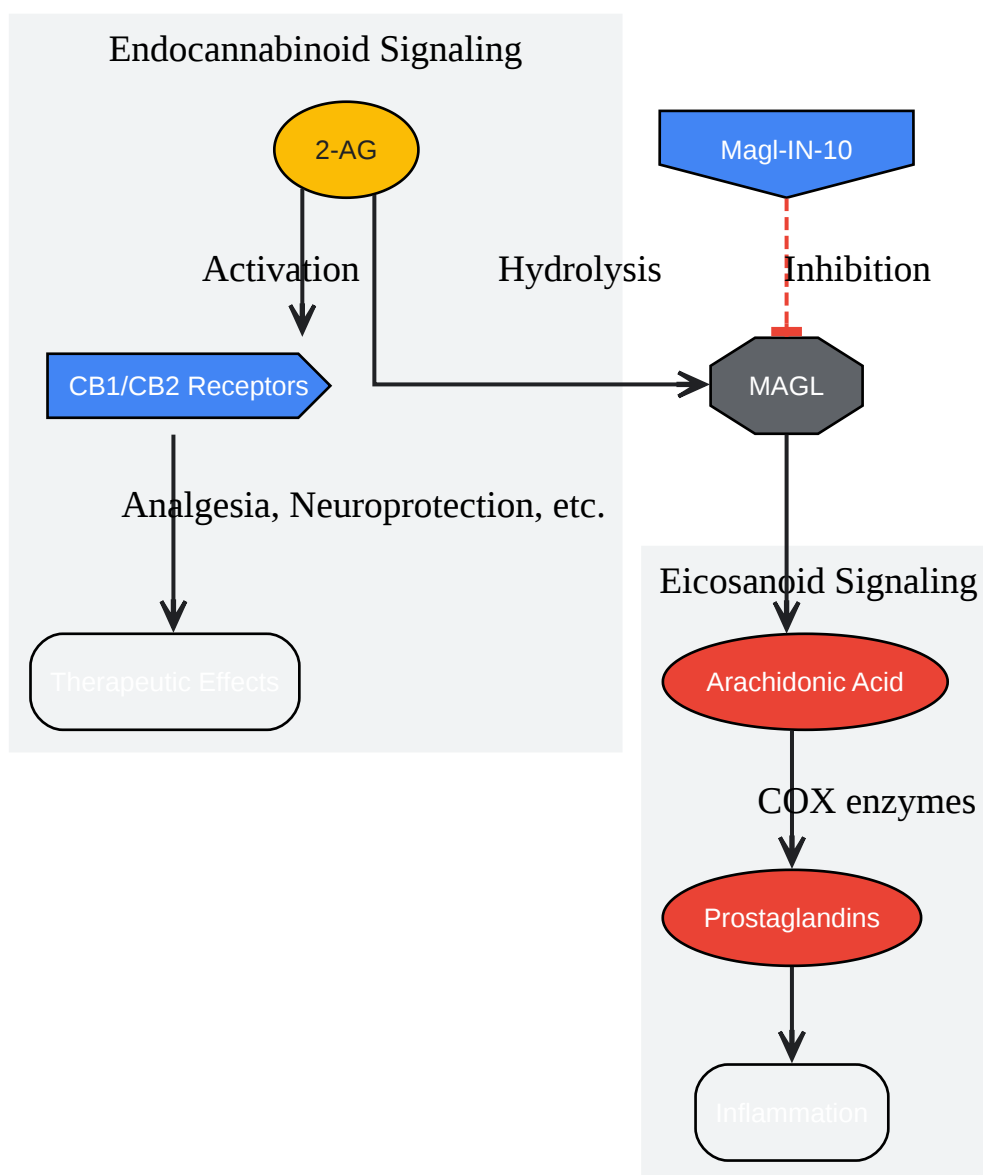 Endocannabinoid Signaling
2-AG
Magl-IN-10
Activation
Hydrolysis
Inhibition
CB1/CB2 Receptors
MAGL
Analgesia, Neuroprotection, etc.
Eicosanoid Signaling
Therapeutic Effects
Arachidonic Acid
COX enzymes
Prostaglandins
Inflammation